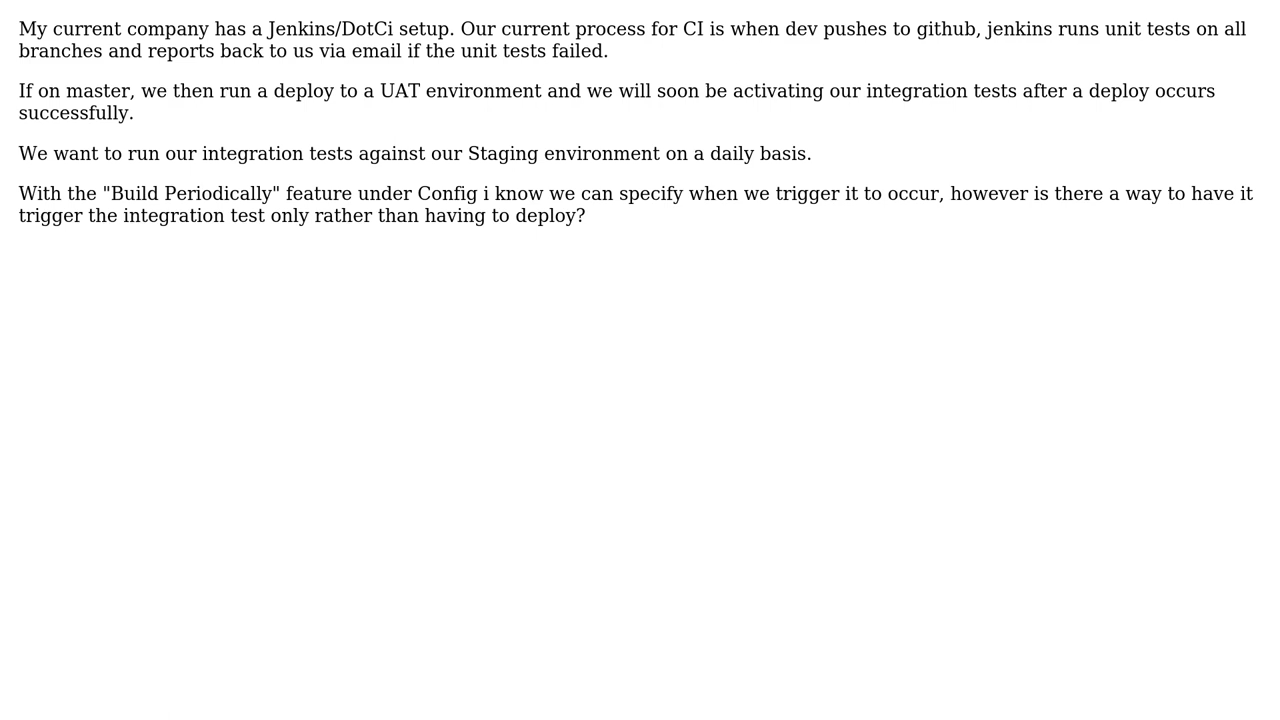 My current company has a Jenkins/DotCi setup. Our current process for CI is when dev pushes to github, jenkins runs unit tests on all
branches and reports back to us via email if the unit tests failed.
If on master, we then run a deploy to a UAT environment and we will soon be activating our integration tests after a deploy occurs
successfully.
We want to run our integration tests against our Staging environment on a daily basis.
With the "Build Periodically" feature under Config i know we can specify when we trigger it to occur, however is there a way to have it
trigger the integration test only rather than having to deploy?